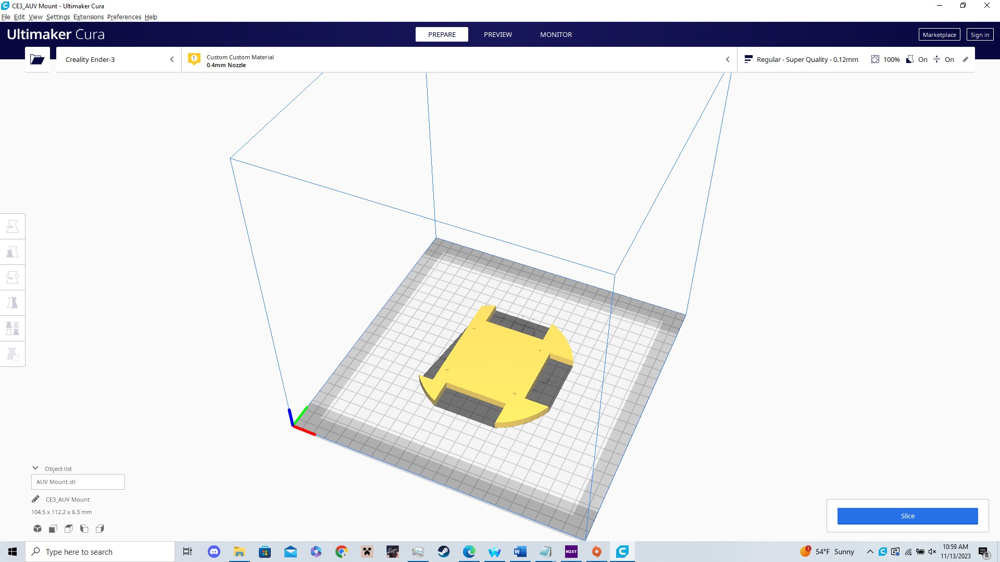 CE3_AUV Mount - Ultimaker Cura
File Edit View Settings Extensions Preferences Help
Ultimaker Cura
PREPARE PREVIEW MONITOR
Marketplace Sign in
Creality Ender-3
1
Custom Custom Material
0.4mm Nozzle
Regular - Super Quality - 0.12mm 100% On On
Object list
AUV Mount.stl
CE3_AUV Mount
104.5 x 112.2 x 6.3 mm
Slice
Type here to search
NZXT
1
54°F Sunny
10:59 AM
11/13/2023
8